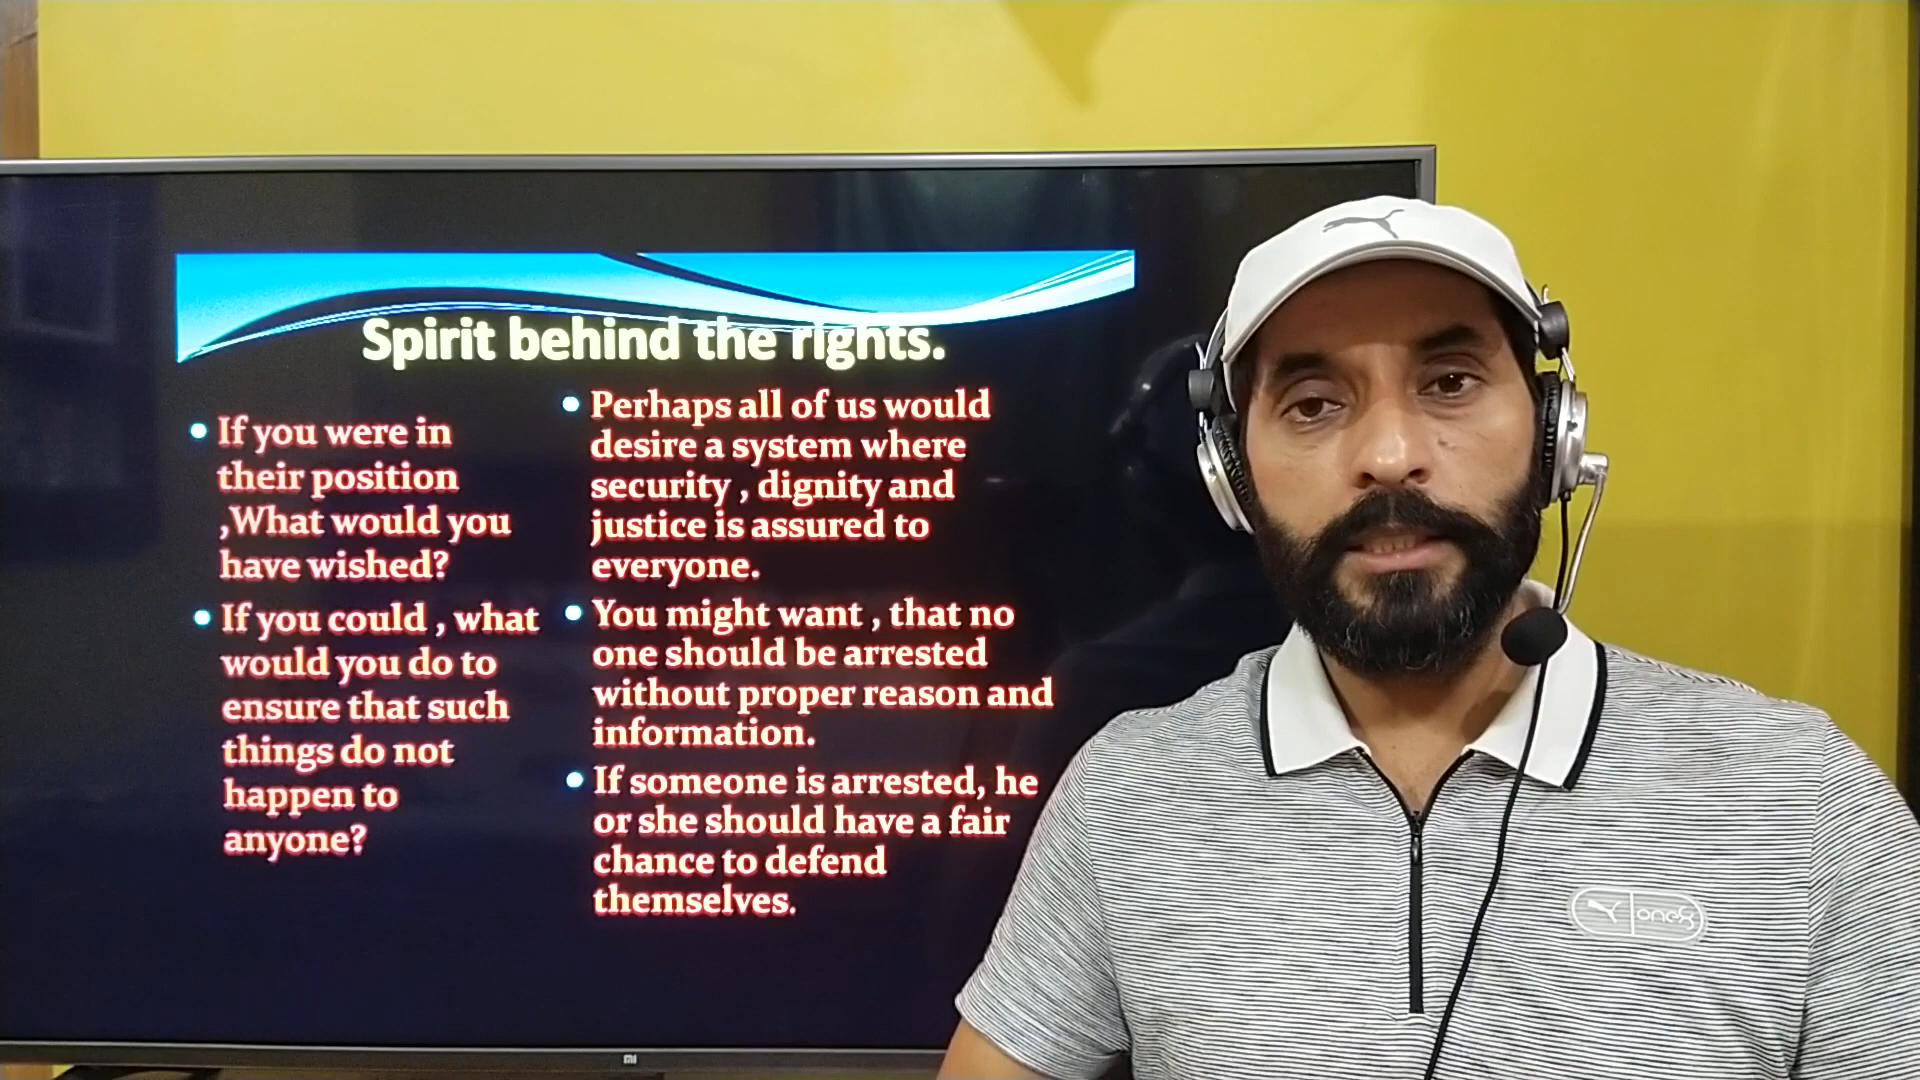 Spirit behind the rights.
If you were in
their position
,What would you
have wished?
If you could , what
would you do to
ensure that such
things do not
happen to
anyone?
Perhaps all of us would
desire a system where
security , dignity and
justice is assured to
everyone.
You might want , that no
one should be arrested
without proper reason and
information.
If someone is arrested, he
or she should have a fair
chance to defend
themselves.
mi
one8